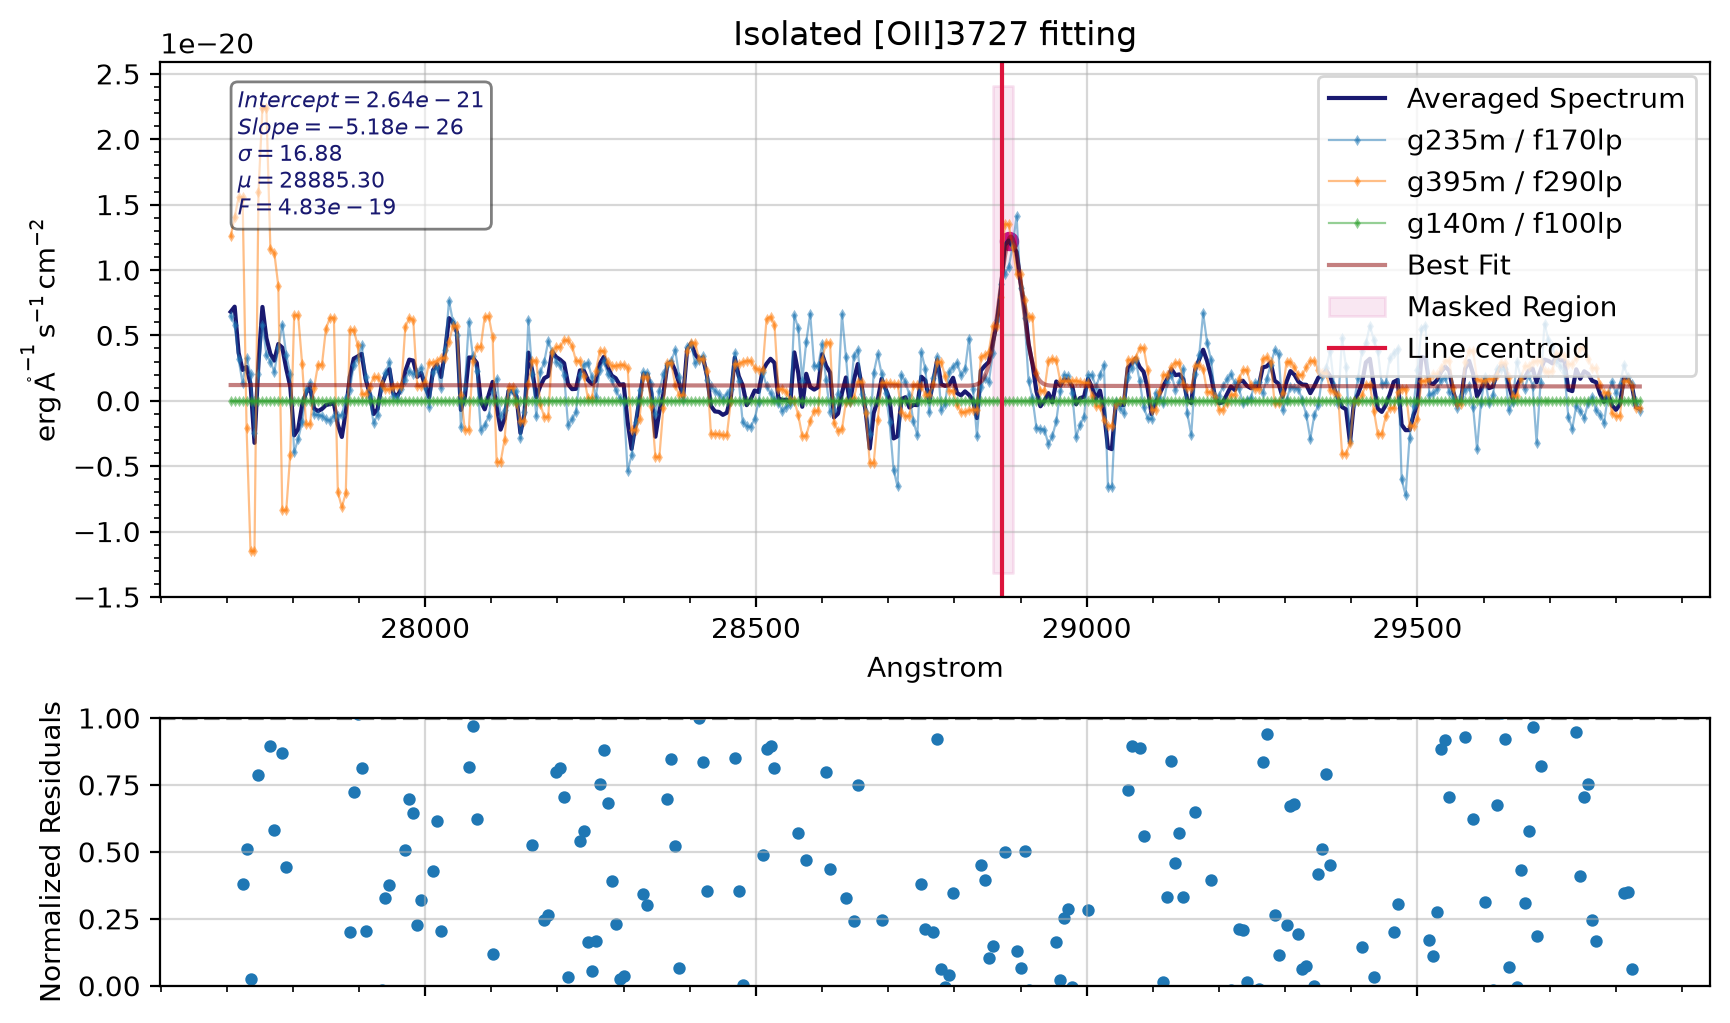 Isolated [OII]3727 fitting
1e−20
2.5
2.0
1.5
1.0
0.5
0.0
−0.5
−1.0
−1.5
erg Å⁻¹ s⁻¹ cm⁻²
Intercept = 2.64e − 21
Slope = −5.18e − 26
σ = 16.88
μ = 28885.30
F = 4.83e − 19
Averaged Spectrum
g235m / f170lp
g395m / f290lp
g140m / f100lp
Best Fit
Masked Region
Line centroid
28000 28500 29000 29500
Angstrom
1.00
0.75
0.50
0.25
0.00
Normalized Residuals